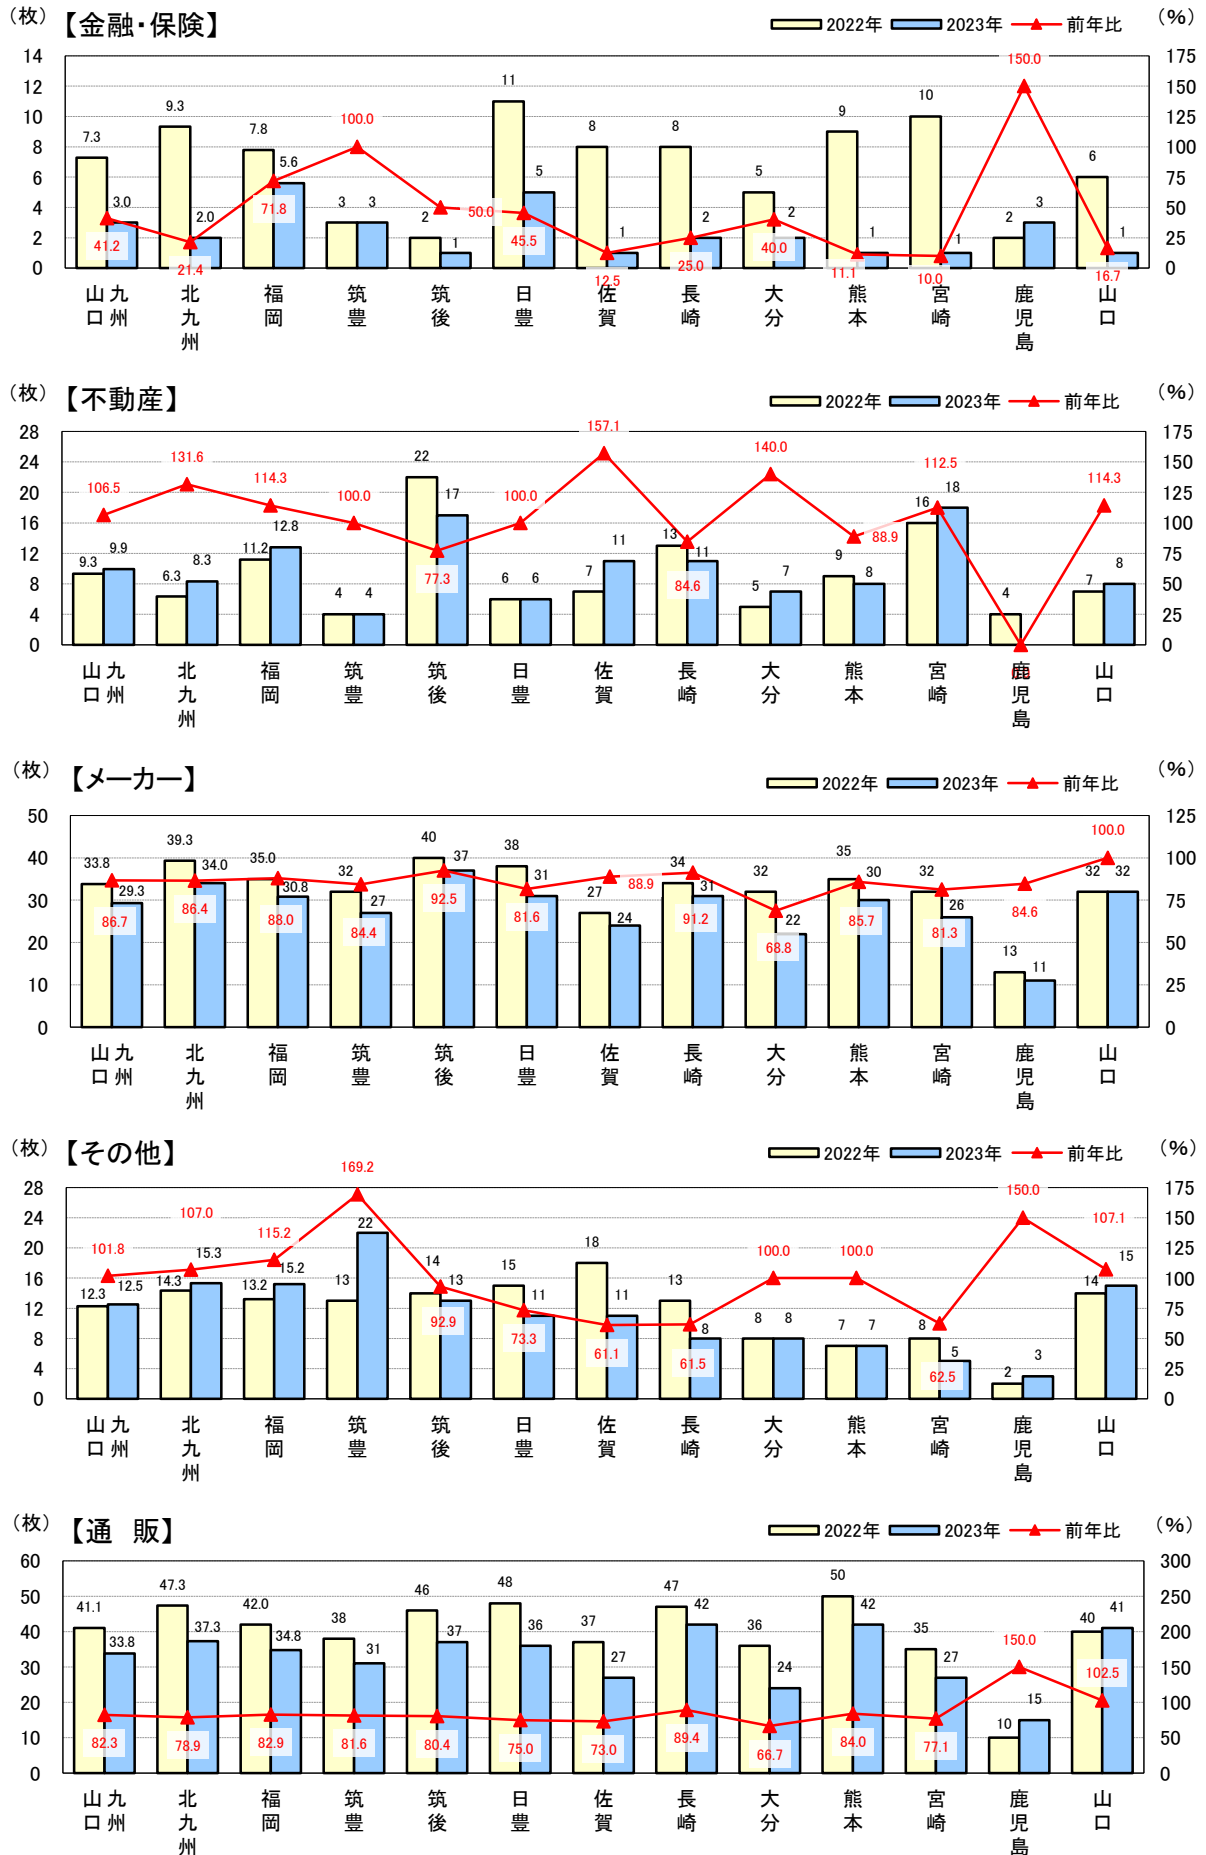 (枚) 【金融・保険】 2022年 2023年 前年比 (%)
14 12 10 8 6 4 2 0
175 150 125 100 75 50 25 0
7.3 9.3 7.8 3 2 11 8 8 5 9 10 2 6
3.0 2.0 5.6 3 1 5 1 2 2 1 1 3 1
41.2 21.4 71.8 100.0 50.0 45.5 12.5 25.0 40.0 11.1 10.0 150.0 16.7
九州山口 北九州 福岡 筑豊 筑後 日豊 佐賀 長崎 大分 熊本 宮崎 鹿児島 山口
(枚) 【不動産】 2022年 2023年 前年比 (%)
28 24 20 16 12 8 4 0
175 150 125 100 75 50 25 0
9.3 6.3 11.2 4 22 6 7 13 5 9 16 4 7
9.9 8.3 12.8 4 17 6 11 11 7 8 18 8
106.5 131.6 114.3 100.0 77.3 100.0 157.1 84.6 140.0 88.9 112.5 114.3
九州山口 北九州 福岡 筑豊 筑後 日豊 佐賀 長崎 大分 熊本 宮崎 鹿児島 山口
(枚) 【メーカー】 2022年 2023年 前年比 (%)
50 40 30 20 10 0
125 100 75 50 25 0
33.8 39.3 35.0 32 40 38 27 34 32 35 32 13 32
29.3 34.0 30.8 27 37 31 24 31 22 30 26 11 32
86.7 86.4 88.0 84.4 92.5 81.6 88.9 91.2 68.8 85.7 81.3 84.6 100.0
九州山口 北九州 福岡 筑豊 筑後 日豊 佐賀 長崎 大分 熊本 宮崎 鹿児島 山口
(枚) 【その他】 2022年 2023年 前年比 (%)
28 24 20 16 12 8 4 0
175 150 125 100 75 50 25 0
12.3 14.3 13.2 13 14 15 18 13 8 7 8 2 14
12.5 15.3 15.2 22 13 11 11 8 8 7 5 3 15
101.8 107.0 115.2 169.2 92.9 73.3 61.1 61.5 100.0 100.0 62.5 150.0 107.1
九州山口 北九州 福岡 筑豊 筑後 日豊 佐賀 長崎 大分 熊本 宮崎 鹿児島 山口
(枚) 【通 販】 2022年 2023年 前年比 (%)
60 50 40 30 20 10 0
300 250 200 150 100 50 0
41.1 47.3 42.0 38 46 48 37 47 36 50 35 10 40
33.8 37.3 34.8 31 37 36 27 42 24 42 27 15 41
82.3 78.9 82.9 81.6 80.4 75.0 73.0 89.4 66.7 84.0 77.1 150.0 102.5
九州山口 北九州 福岡 筑豊 筑後 日豊 佐賀 長崎 大分 熊本 宮崎 鹿児島 山口